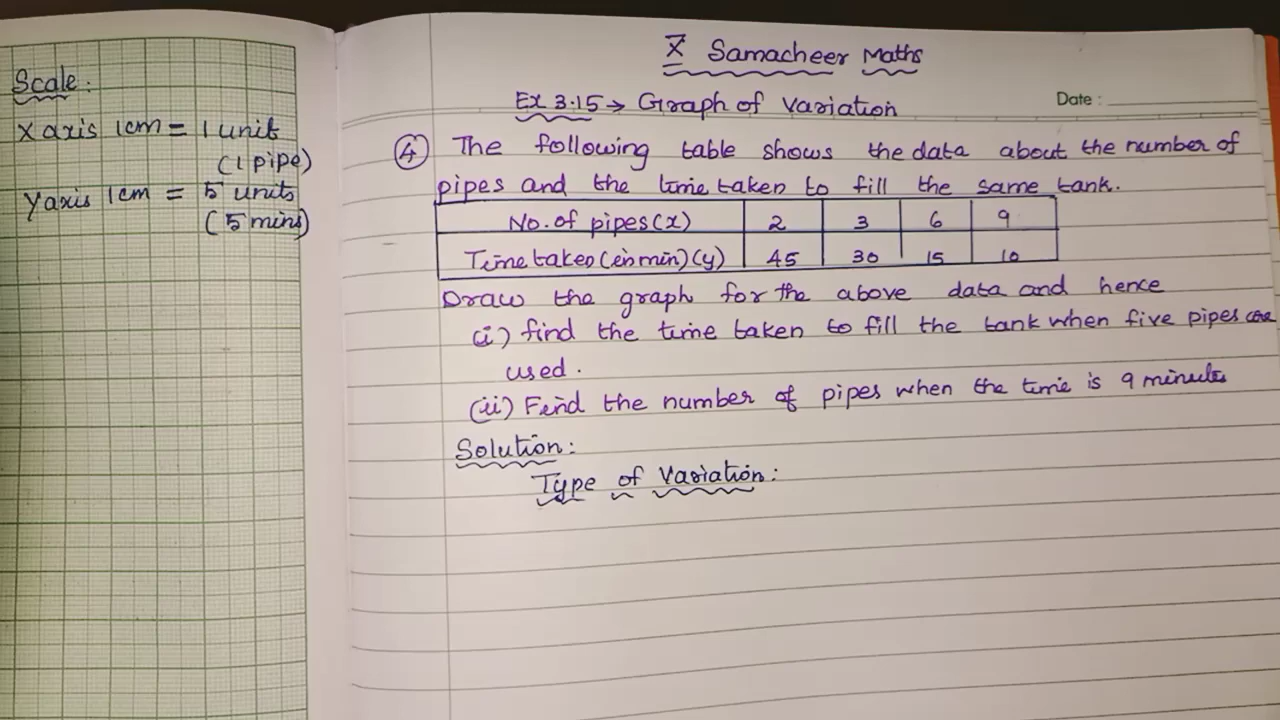 Scale:
X axis 1cm = 1 unit
(1 pipe)
Y axis 1cm = 5 units
(5 mins)
X Samacheer Maths
Ex 3.15 → Graph of Variation
Date :
④ The following table shows the data about the number of
pipes and the time taken to fill the same tank.
No. of pipes (x) 2 3 6 9
Time taken (in min) (y) 45 30 15 10
Draw the graph for the above data and hence
(i) find the time taken to fill the tank when five pipes are
used.
(ii) Find the number of pipes when the time is 9 minutes
Solution:
Type of Variation: